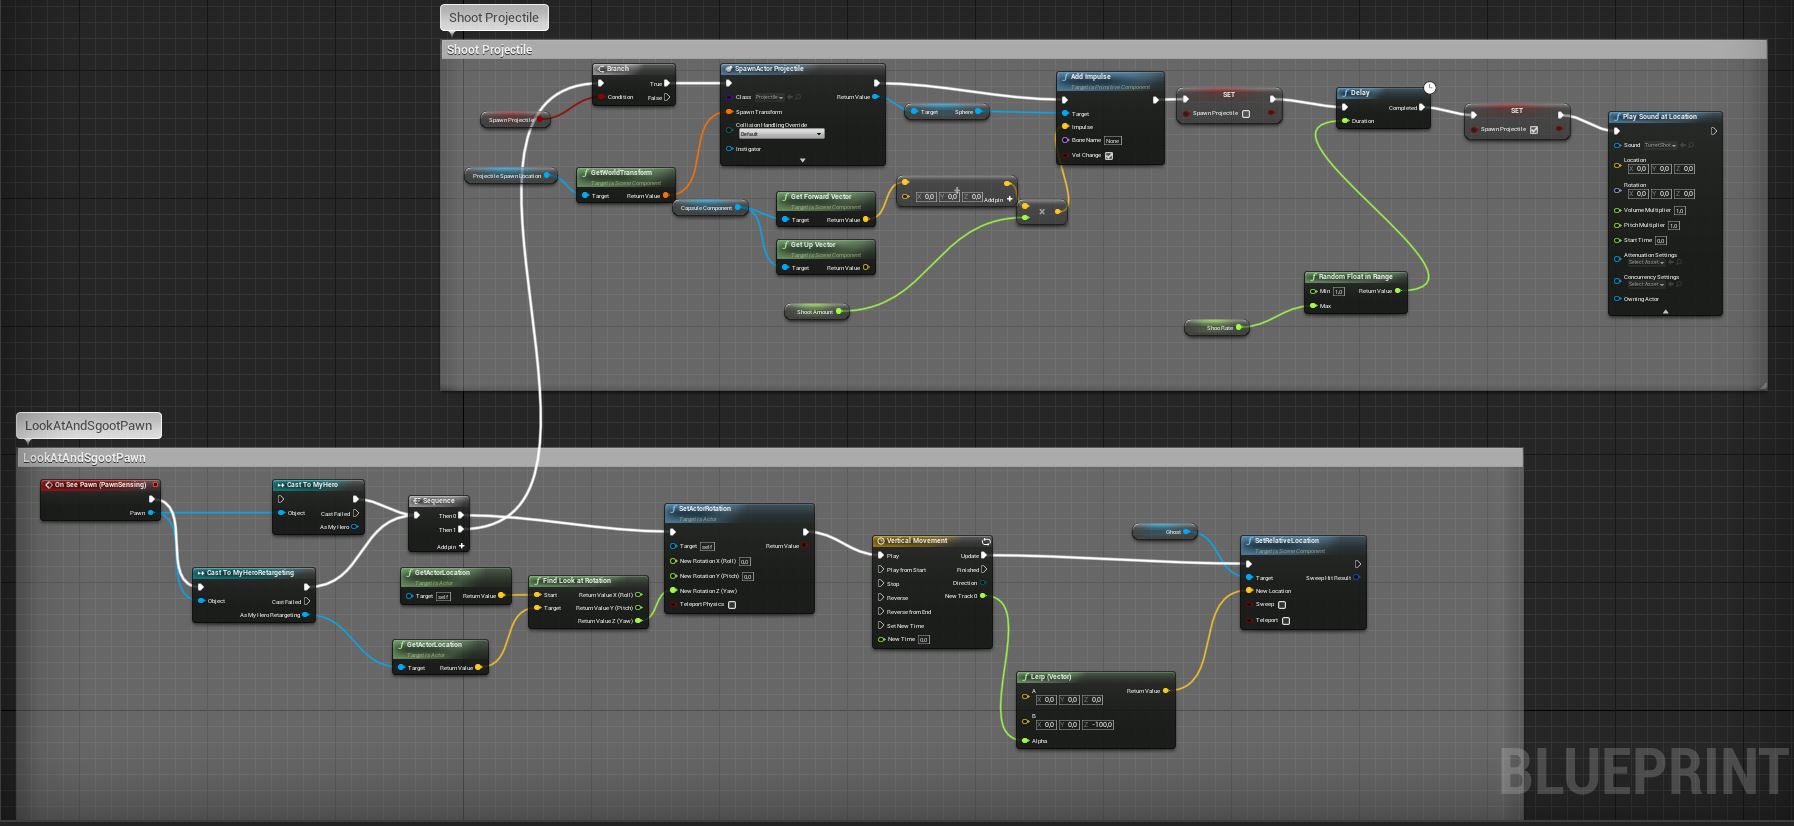 Shoot Projectile
Shoot Projectile
Branch
True
Condition
False
Spawn Projectile
SpawnActor Projectile
Class
Projectile
Return Value
Spawn Transform
Collision Handling Override
Default
Instigator
Projectile Spawn Location
GetWorldTransform
Target is Scene Component
Target
Return Value
Capsule Component
Get Forward Vector
Target is Scene Component
Target
Return Value
Get Up Vector
Target is Scene Component
Target
Return Value
Shoot Amount
Target
Sphere
X 0,0 Y 0,0 Z 0,0
Add pin +
×
Add Impulse
Target is Primitive Component
Target
Impulse
Bone Name None
Vel Change
SET
Spawn Projectile
Delay
Completed
Duration
SET
Spawn Projectile
Random Float in Range
Min 1,0
Return Value
Max
ShooRate
Play Sound at Location
Sound
TurretShot
Location
X 0,0 Y 0,0 Z 0,0
Rotation
X 0,0 Y 0,0 Z 0,0
Volume Multiplier 1,0
Pitch Multiplier 1,0
Start Time 0,0
Attenuation Settings
Select Asset
Concurrency Settings
Select Asset
Owning Actor
LookAtAndSgootPawn
LookAtAndSgootPawn
On See Pawn (PawnSensing)
Pawn
Cast To MyHero
Object
Cast Failed
As My Hero
Cast To MyHeroRetargeting
Object
Cast Failed
As My Hero Retargeting
Sequence
Then 0
Then 1
Add pin +
GetActorLocation
Target is Actor
Target self
Return Value
GetActorLocation
Target is Actor
Target
Return Value
Find Look at Rotation
Start
Return Value X (Roll)
Target
Return Value Y (Pitch)
Return Value Z (Yaw)
SetActorRotation
Target is Actor
Target self
Return Value
New Rotation X (Roll) 0,0
New Rotation Y (Pitch) 0,0
New Rotation Z (Yaw)
Teleport Physics
Vertical Movement
Play
Update
Play from Start
Finished
Stop
Direction
Reverse
New Track 0
Reverse from End
Set New Time
New Time 0,0
Lerp (Vector)
A
Return Value
X 0,0 Y 0,0 Z 0,0
B
X 0,0 Y 0,0 Z -100,0
Alpha
Ghost
SetRelativeLocation
Target is Scene Component
Target
Sweep Hit Result
New Location
Sweep
Teleport
BLUEPRINT